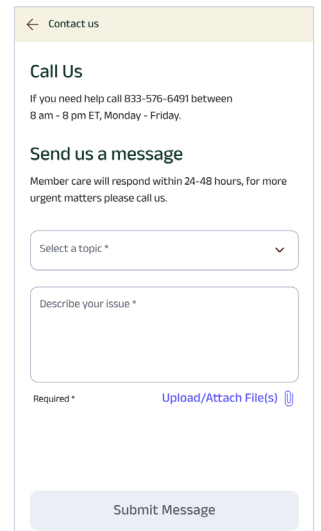 Contact us
Call Us
If you need help call 833-576-6491 between
8 am - 8 pm ET, Monday - Friday.
Send us a message
Member care will respond within 24-48 hours, for more
urgent matters please call us.
Select a topic *
Describe your issue *
Required *
Upload/Attach File(s)
Submit Message